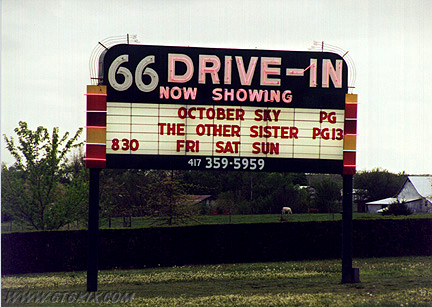 66 DRIVE-IN
NOW SHOWING
OCTOBER SKY PG
THE OTHER SISTER PG13
830 FRI SAT SUN
417 359-5959
WWW.GTGTX.COM